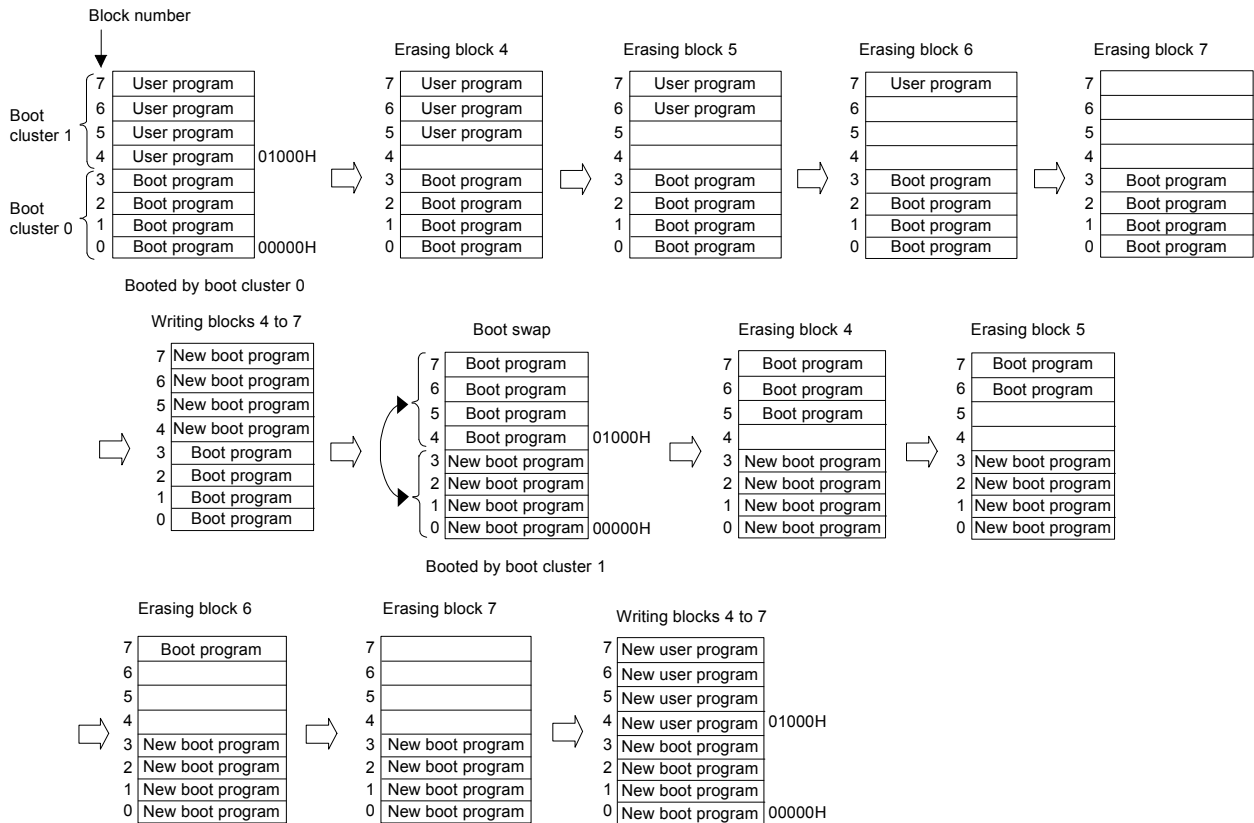 Block number
Erasing block 4 Erasing block 5 Erasing block 6 Erasing block 7
7 User program 7 User program 7 User program 7 User program 7
6 User program 6 User program 6 User program 6 6
Boot cluster 1
5 User program 5 User program 5 5 5
4 User program 01000H 4 4 4 4
3 Boot program 3 Boot program 3 Boot program 3 Boot program 3 Boot program
Boot cluster 0
2 Boot program 2 Boot program 2 Boot program 2 Boot program 2 Boot program
1 Boot program 1 Boot program 1 Boot program 1 Boot program 1 Boot program
0 Boot program 00000H 0 Boot program 0 Boot program 0 Boot program 0 Boot program
Booted by boot cluster 0
Writing blocks 4 to 7 Boot swap Erasing block 4 Erasing block 5
7 New boot program 7 Boot program 7 Boot program 7 Boot program
6 New boot program 6 Boot program 6 Boot program 6 Boot program
5 New boot program 5 Boot program 5 Boot program 5
4 New boot program 4 Boot program 01000H 4 4
3 Boot program 3 New boot program 3 New boot program 3 New boot program
2 Boot program 2 New boot program 2 New boot program 2 New boot program
1 Boot program 1 New boot program 1 New boot program 1 New boot program
0 Boot program 0 New boot program 00000H 0 New boot program 0 New boot program
Booted by boot cluster 1
Erasing block 6 Erasing block 7 Writing blocks 4 to 7
7 Boot program 7 7 New user program
6 6 6 New user program
5 5 5 New user program
4 4 4 New user program 01000H
3 New boot program 3 New boot program 3 New boot program
2 New boot program 2 New boot program 2 New boot program
1 New boot program 1 New boot program 1 New boot program
0 New boot program 0 New boot program 0 New boot program 00000H